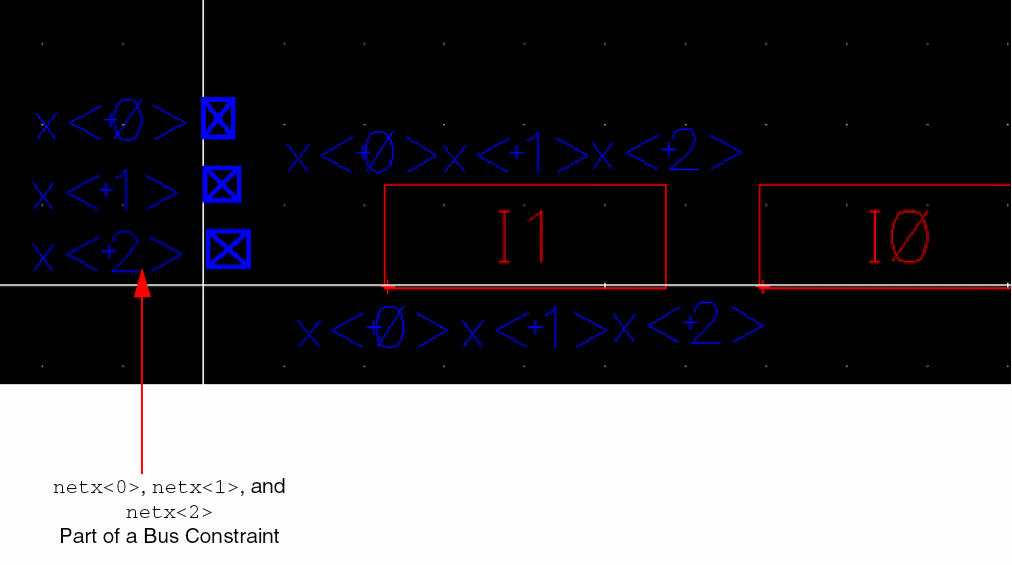 x<0>
x<0>x<1>x<2>
x<1>
x<2>
I1
I0
x<0>x<1>x<2>
netx<0>, netx<1>, and
netx<2>
Part of a Bus Constraint